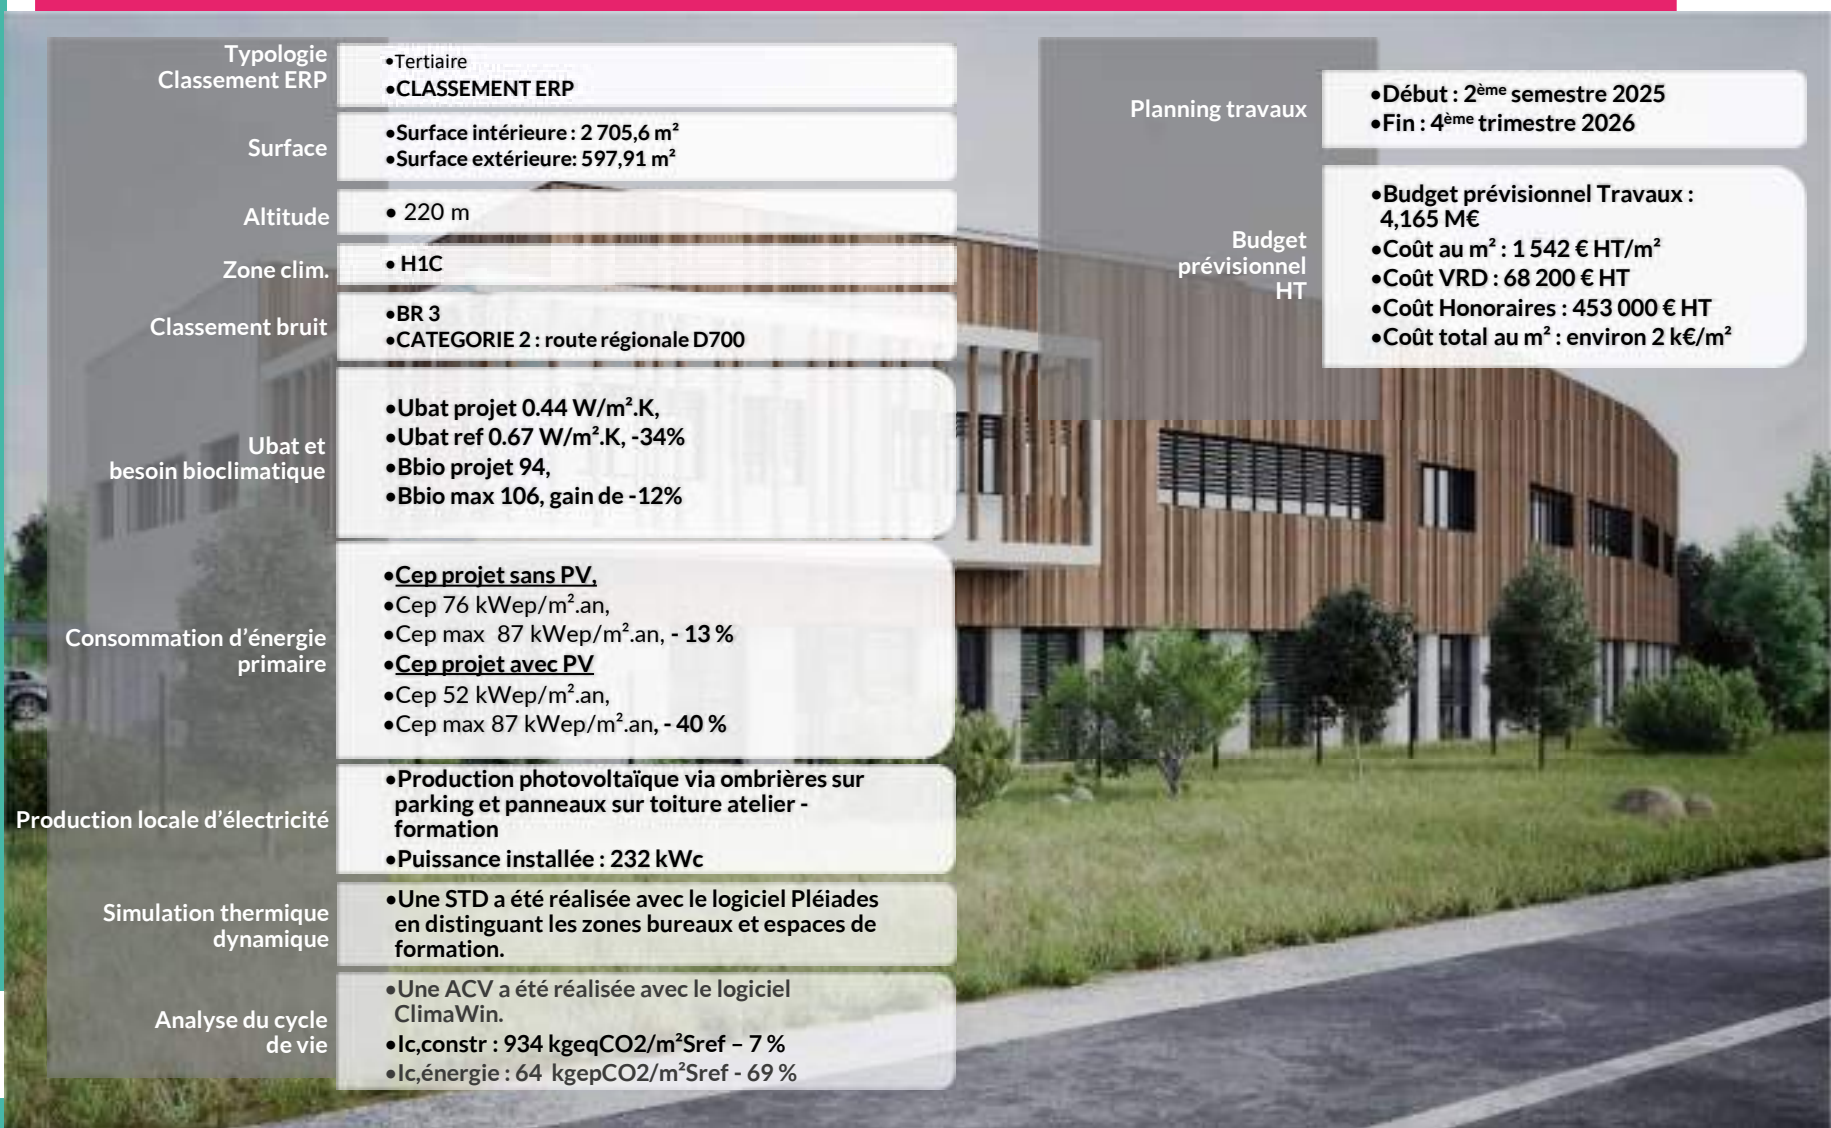 Typologie
Classement ERP
•Tertiaire
•CLASSEMENT ERP
Surface
•Surface intérieure : 2 705,6 m²
•Surface extérieure: 597,91 m²
Altitude
• 220 m
Zone clim.
• H1C
Classement bruit
•BR 3
•CATEGORIE 2 : route régionale D700
Ubat et
besoin bioclimatique
•Ubat projet 0.44 W/m².K,
•Ubat ref 0.67 W/m².K, -34%
•Bbio projet 94,
•Bbio max 106, gain de -12%
Consommation d’énergie
primaire
•Cep projet sans PV,
•Cep 76 kWep/m².an,
•Cep max 87 kWep/m².an, - 13 %
•Cep projet avec PV
•Cep 52 kWep/m².an,
•Cep max 87 kWep/m².an, - 40 %
Production locale d’électricité
•Production photovoltaïque via ombrières sur
parking et panneaux sur toiture atelier -
formation
•Puissance installée : 232 kWc
Simulation thermique
dynamique
•Une STD a été réalisée avec le logiciel Pléiades
en distinguant les zones bureaux et espaces de
formation.
Analyse du cycle
de vie
•Une ACV a été réalisée avec le logiciel
ClimaWin.
•Ic,constr : 934 kgeqCO2/m²Sref – 7 %
•Ic,énergie : 64 kgepCO2/m²Sref - 69 %
Planning travaux
•Début : 2ème semestre 2025
•Fin : 4ème trimestre 2026
Budget
prévisionnel
HT
•Budget prévisionnel Travaux :
4,165 M€
•Coût au m² : 1 542 € HT/m²
•Coût VRD : 68 200 € HT
•Coût Honoraires : 453 000 € HT
•Coût total au m² : environ 2 k€/m²